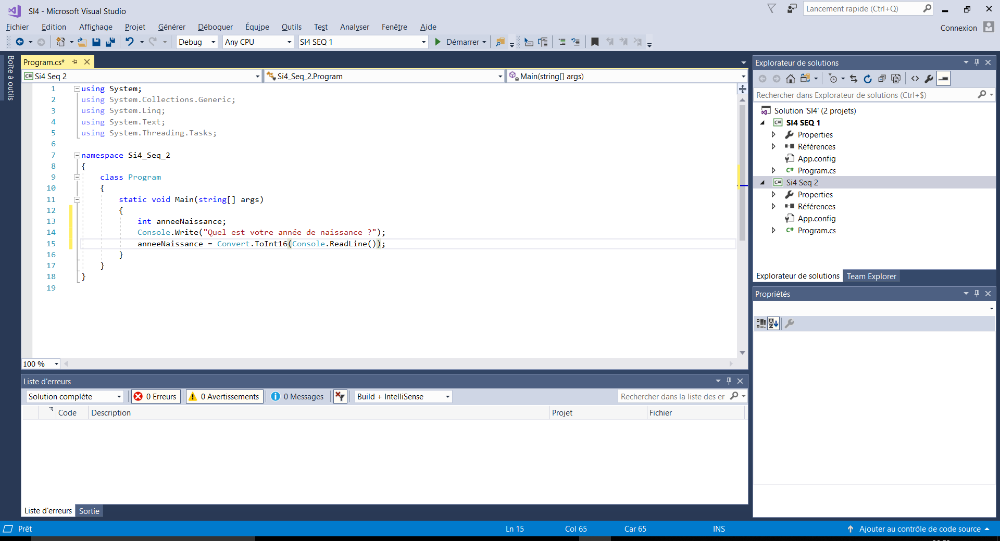 SI4 - Microsoft Visual Studio
Lancement rapide (Ctrl+Q)
Fichier Edition Affichage Projet Générer Déboguer Équipe Outils Test Analyser Fenêtre Aide
Connexion
Debug Any CPU SI4 SEQ 1 Démarrer
Boîte à outils
Program.cs*
Si4 Seq 2 Si4_Seq_2.Program Main(string[] args)
1 using System;
2 using System.Collections.Generic;
3 using System.Linq;
4 using System.Text;
5 using System.Threading.Tasks;
6
7 namespace Si4_Seq_2
8 {
9 class Program
10 {
11 static void Main(string[] args)
12 {
13 int anneeNaissance;
14 Console.Write("Quel est votre année de naissance ?");
15 anneeNaissance = Convert.ToInt16(Console.ReadLine());
16 }
17 }
18 }
19
100 %
Explorateur de solutions
Rechercher dans Explorateur de solutions (Ctrl+$)
Solution 'SI4' (2 projets)
C# SI4 SEQ 1
Properties
Références
App.config
C# Program.cs
C# Si4 Seq 2
Properties
Références
App.config
C# Program.cs
Explorateur de solutions Team Explorer
Propriétés
Liste d'erreurs
Solution complète 0 Erreurs 0 Avertissements 0 Messages Build + IntelliSense Rechercher dans la liste des er
Code Description Projet Fichier
Liste d'erreurs Sortie
Prêt Ln 15 Col 65 Car 65 INS Ajouter au contrôle de code source